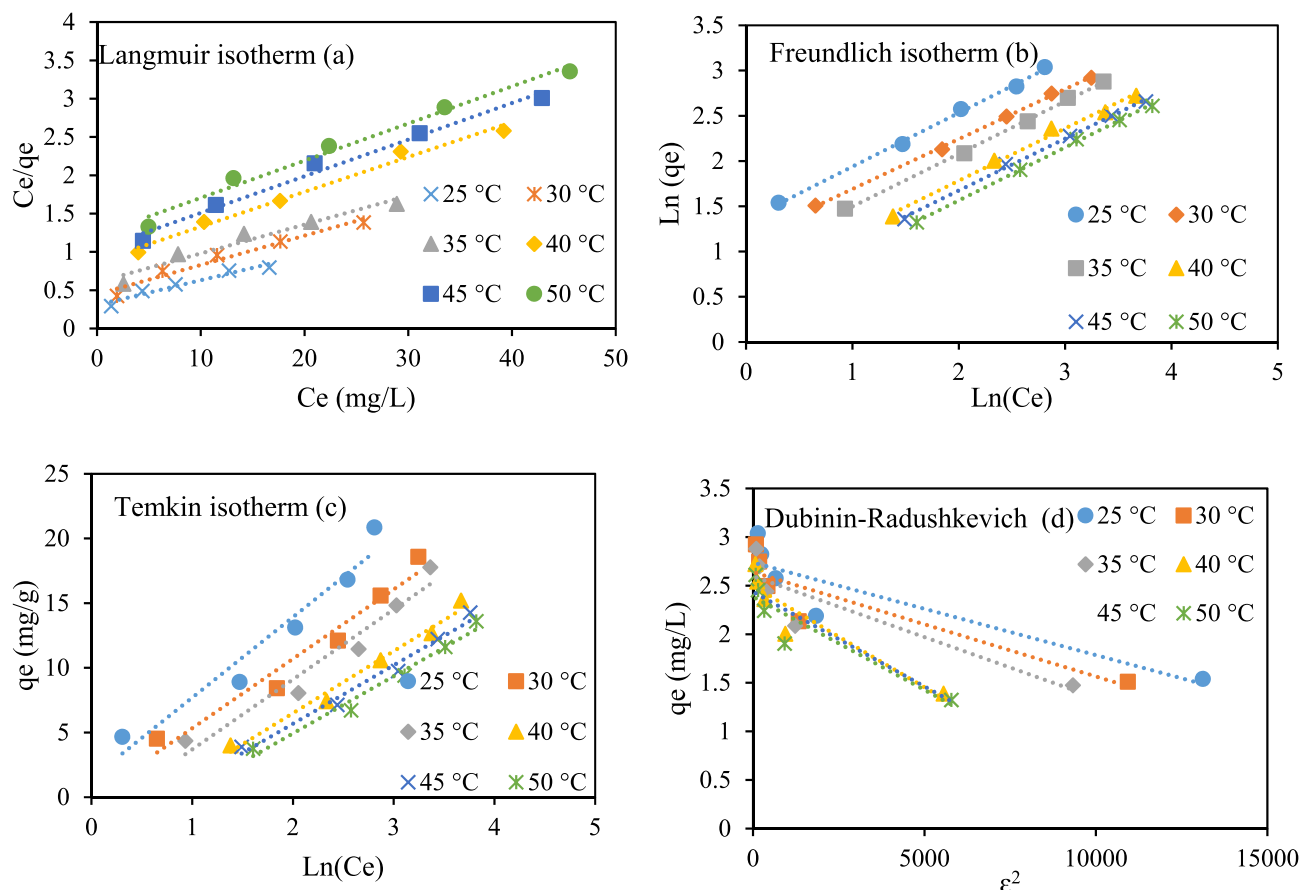 Langmuir isotherm (a)
Ce/qe
4
3.5
3
2.5
2
1.5
1
0.5
0
25 °C
30 °C
35 °C
40 °C
45 °C
50 °C
0
10
20
30
40
50
Ce (mg/L)
Freundlich isotherm (b)
Ln (qe)
3.5
3
2.5
2
1.5
1
0.5
0
25 °C
30 °C
35 °C
40 °C
45 °C
50 °C
0
1
2
3
4
5
Ln(Ce)
Temkin isotherm (c)
qe (mg/g)
25
20
15
10
5
0
25 °C
30 °C
35 °C
40 °C
45 °C
50 °C
0
1
2
3
4
5
Ln(Ce)
Dubinin-Radushkevich (d)
qe (mg/L)
3.5
3
2.5
2
1.5
1
0.5
0
25 °C
30 °C
35 °C
40 °C
45 °C
50 °C
0
5000
10000
15000
ε²